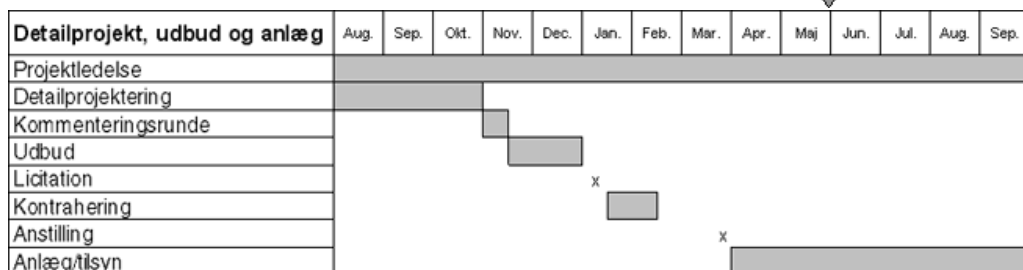 Detailprojekt, udbud og anlæg Aug. Sep. Okt. Nov. Dec. Jan. Feb. Mar. Apr. Maj Jun. Jul. Aug. Sep.
Projektledelse
Detailprojektering
Kommenteringsrunde
Udbud
Licitation x
Kontrahering
Anstilling x
Anlæg/tilsyn